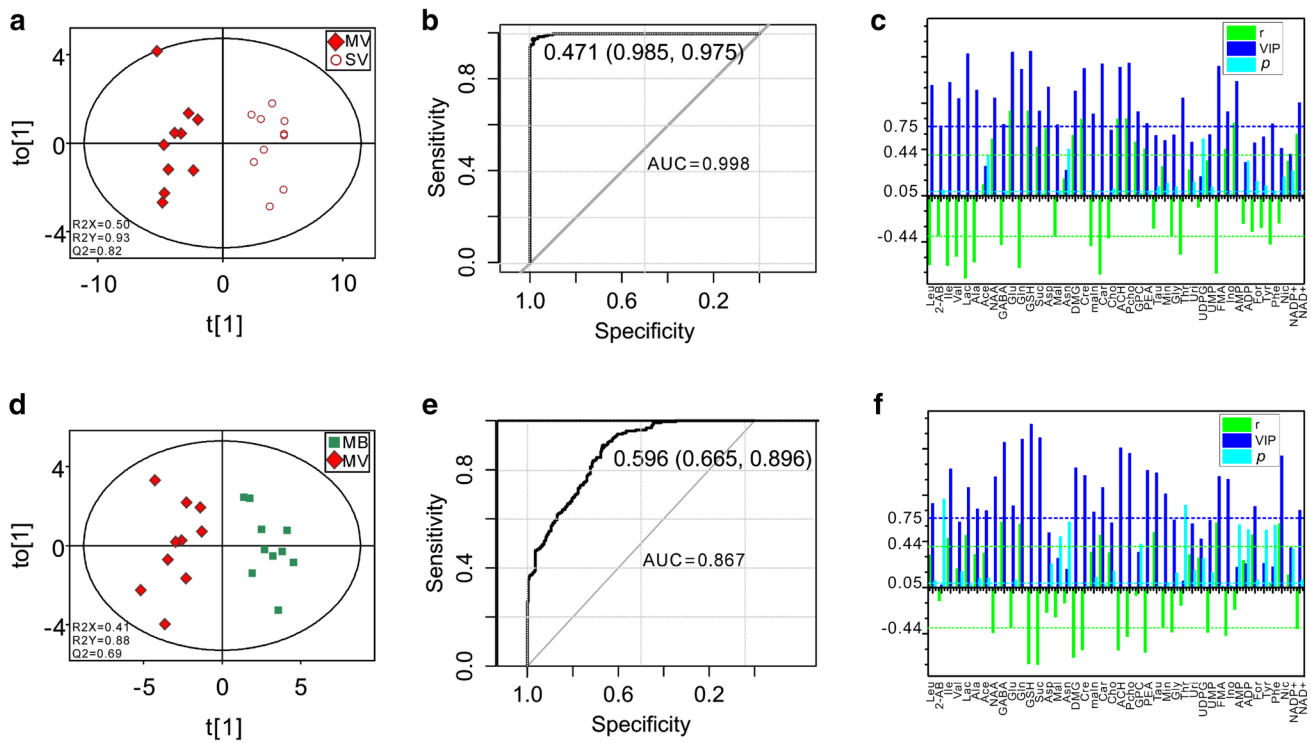 a
4
0
-4
to[1]
MV
SV
R2X=0.50
R2Y=0.93
Q2=0.82
-10
0
10
t[1]
b
0.8
0.4
0.0
Sensitivity
0.471 (0.985, 0.975)
AUC=0.998
1.0 0.6 0.2
Specificity
c
r
VIP
p
0.75
0.44
0.05
-0.44
Leu
2-AB
Ile
Val
Lac
Ala
Ace
NAA
GABA
Glu
Gln
GSH
Suc
Asp
Mal
Asn
DMG
Cre
maln
Car
Cho
ACH
Pcho
GPC
PEA
Tau
Min
Gly
Thr
Uri
UDPG
UMP
FMA
Ino
AMP
ADP
For
Tyr
Phe
Nic
NADP+
NAD+
d
4
0
-4
to[1]
MB
MV
R2X=0.41
R2Y=0.88
Q2=0.69
-5
0
5
t[1]
e
0.8
0.4
0.0
Sensitivity
0.596 (0.665, 0.896)
AUC=0.867
1.0 0.6 0.2
Specificity
f
r
VIP
p
0.75
0.44
0.05
-0.44
Leu
2-AB
Ile
Val
Lac
Ala
Ace
NAA
GABA
Glu
Gln
GSH
Suc
Asp
Mal
Asn
DMG
Cre
maln
Car
Cho
ACH
Pcho
GPC
PEA
Tau
Min
Gly
Thr
Uri
UDPG
UMP
FMA
Ino
AMP
ADP
For
Tyr
Phe
Nic
NADP+
NAD+